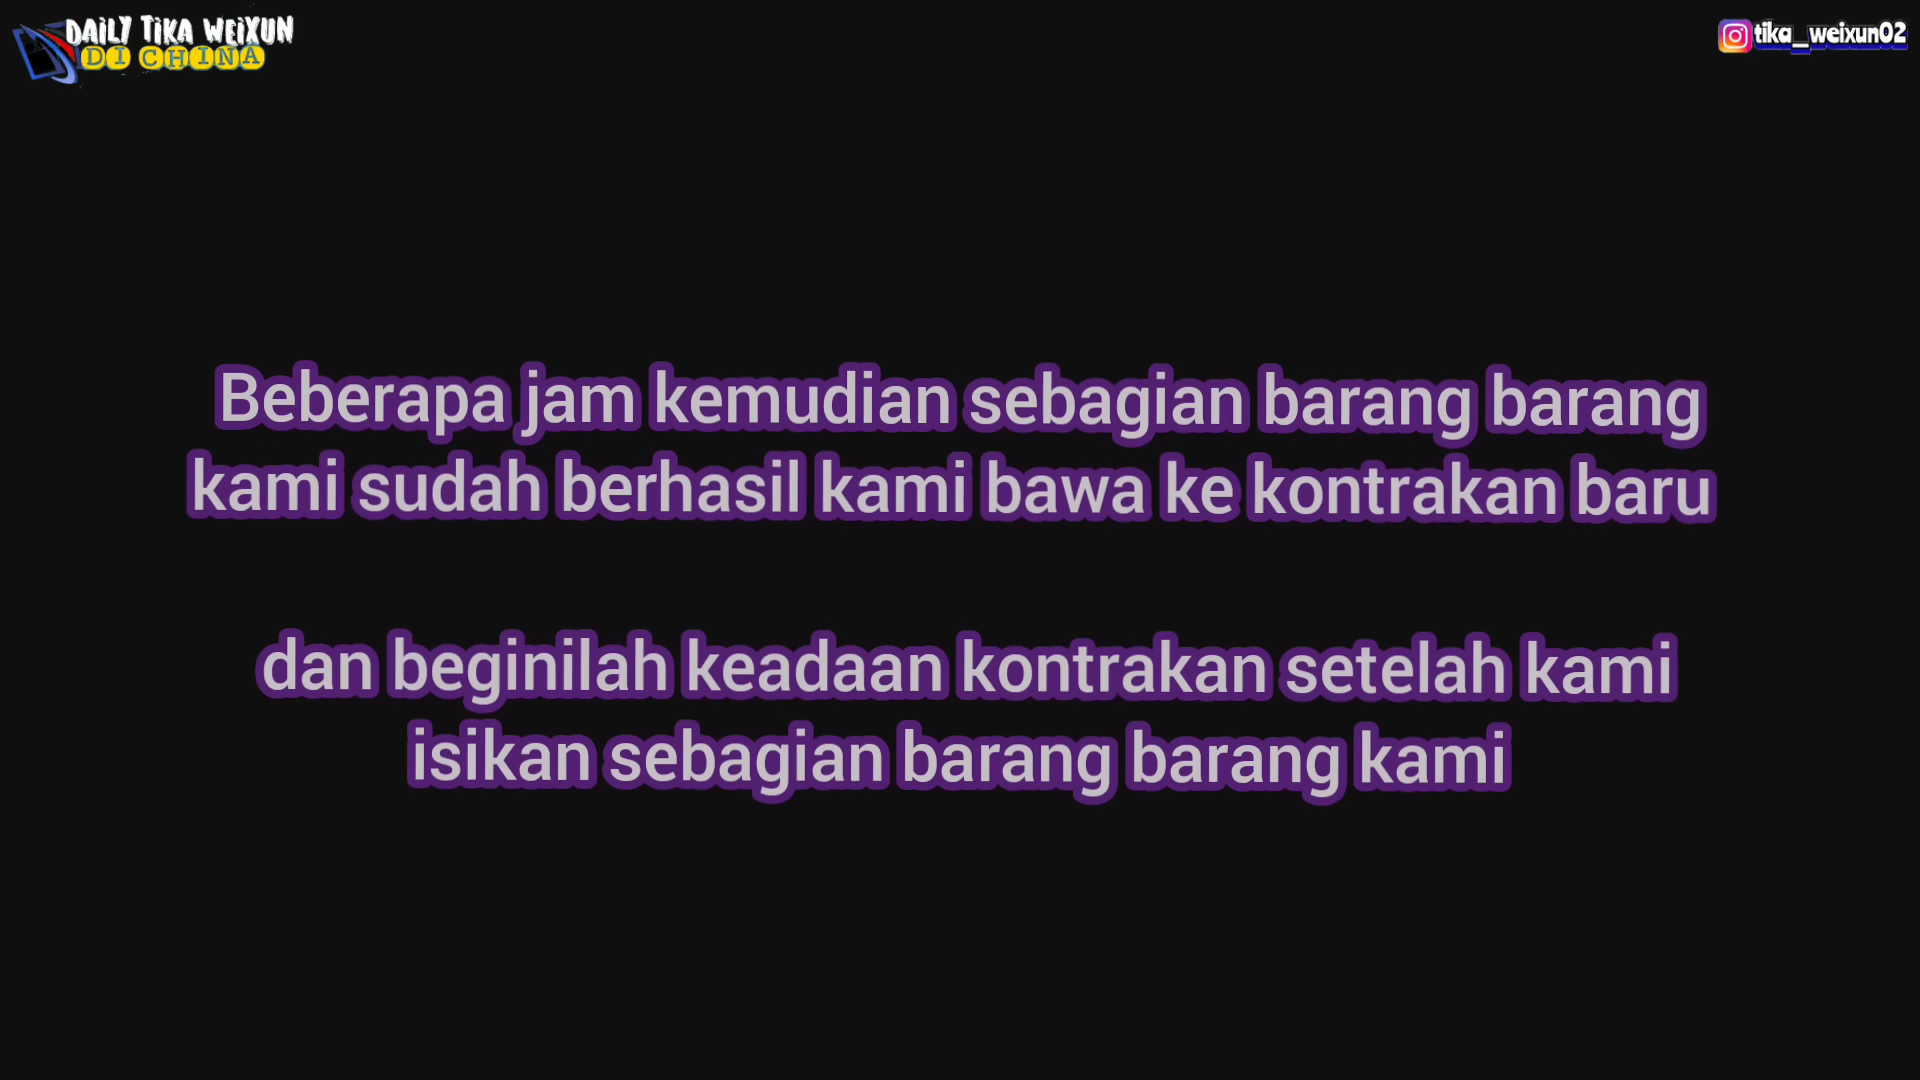 DAILY TIKA WEIXUN
DI CHINA
tika_weixun02
Beberapa jam kemudian sebagian barang barang
kami sudah berhasil kami bawa ke kontrakan baru
dan beginilah keadaan kontrakan setelah kami
isikan sebagian barang barang kami